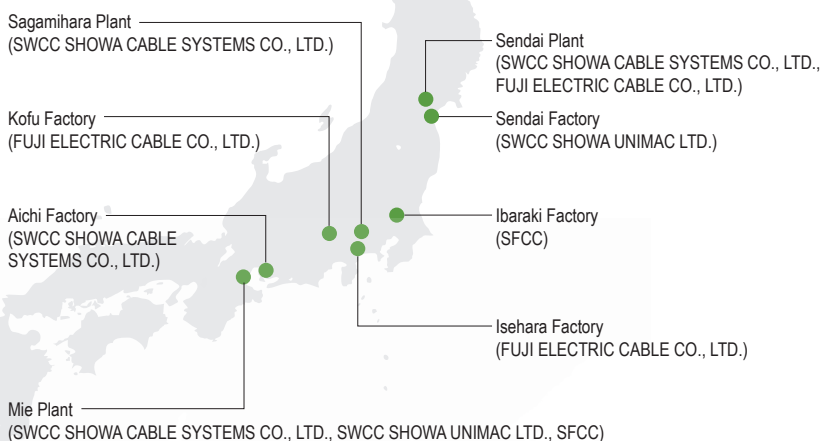 Sagamihara Plant
(SWCC SHOWA CABLE SYSTEMS CO., LTD.)
Kofu Factory
(FUJI ELECTRIC CABLE CO., LTD.)
Aichi Factory
(SWCC SHOWA CABLE
SYSTEMS CO., LTD.)
Mie Plant
(SWCC SHOWA CABLE SYSTEMS CO., LTD., SWCC SHOWA UNIMAC LTD., SFCC)
Sendai Plant
(SWCC SHOWA CABLE SYSTEMS CO., LTD.,
FUJI ELECTRIC CABLE CO., LTD.)
Sendai Factory
(SWCC SHOWA UNIMAC LTD.)
Ibaraki Factory
(SFCC)
Isehara Factory
(FUJI ELECTRIC CABLE CO., LTD.)